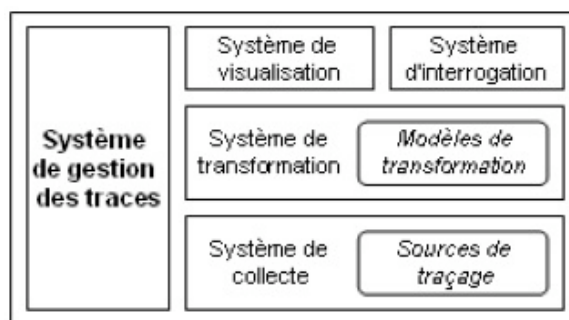 Système
de gestion
des traces
Système de
visualisation
Système
d'interrogation
Système de
transformation
Modèles de
transformation
Système de
collecte
Sources de
traçage